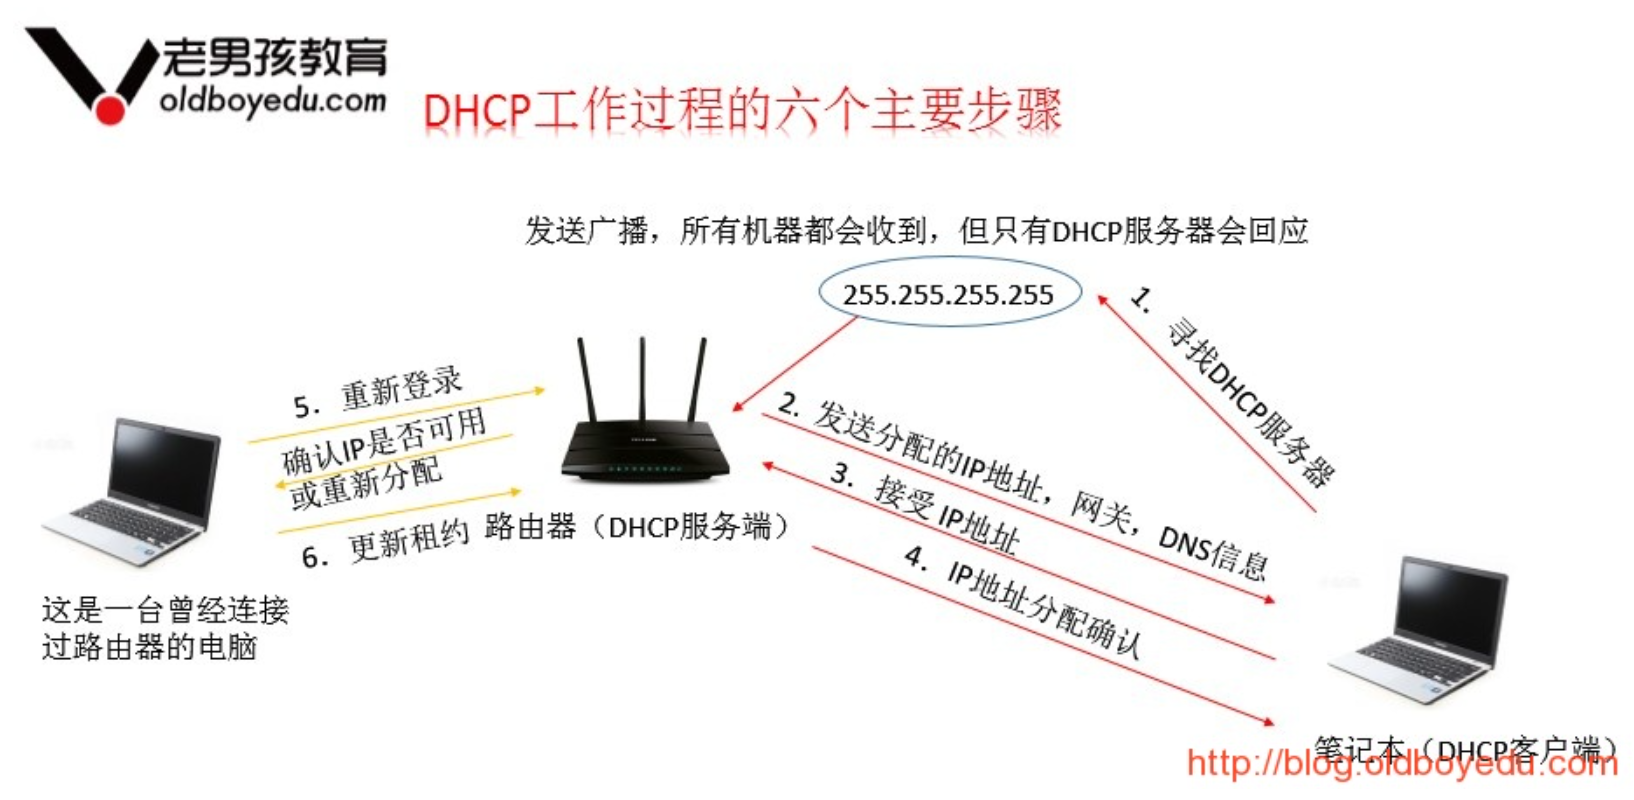 老男孩教育
oldboyedu.com
DHCP工作过程的六个主要步骤
发送广播，所有机器都会收到，但只有DHCP服务器会回应
255.255.255.255
1. 寻找DHCP服务器
2. 发送分配的IP地址，网关，DNS信息
3. 接受 IP地址
4. IP地址分配确认
5. 重新登录
确认IP是否可用
或重新分配
6. 更新租约
路由器（DHCP服务端）
这是一台曾经连接
过路由器的电脑
笔记本（DHCP客户端）
http://blog.oldboyedu.com